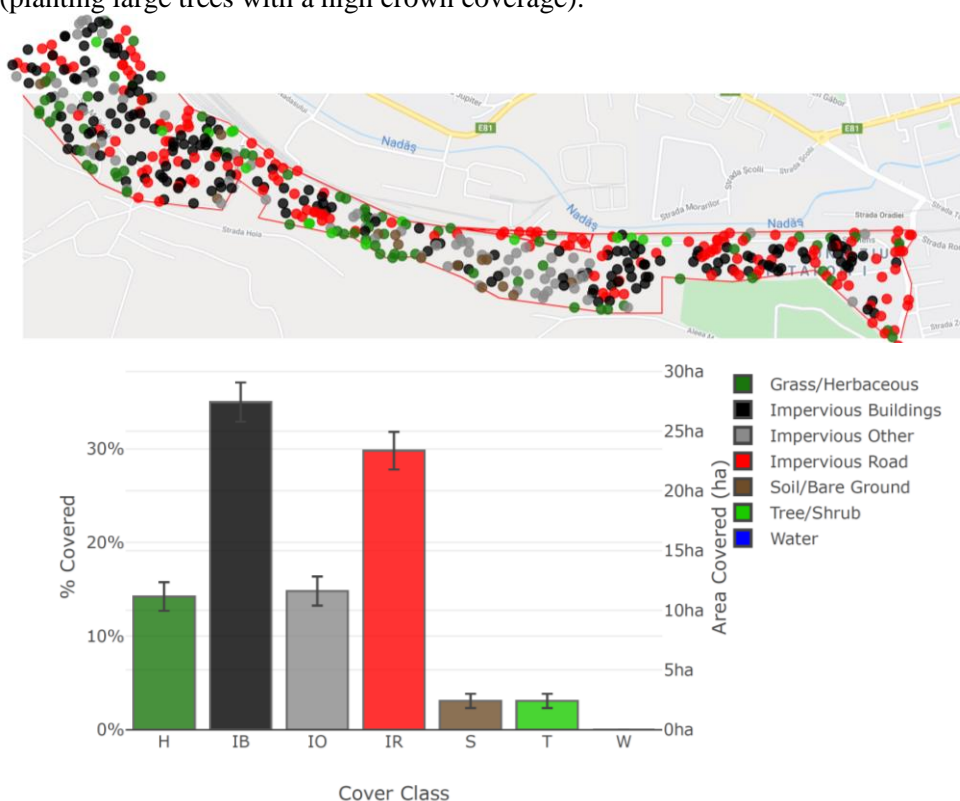 (planting large trees with a high crown coverage).
E81
E81
Nadăș
Nadăș
Nadăș
Strada Școlii
Strada Școlii
Strada Morarilor
Strada Oradiei
Strada Hoia
30ha
25ha
20ha
15ha
10ha
5ha
0ha
Area Covered (ha)
30%
20%
10%
0%
% Covered
H IB IO IR S T W
Cover Class
Grass/Herbaceous
Impervious Buildings
Impervious Other
Impervious Road
Soil/Bare Ground
Tree/Shrub
Water